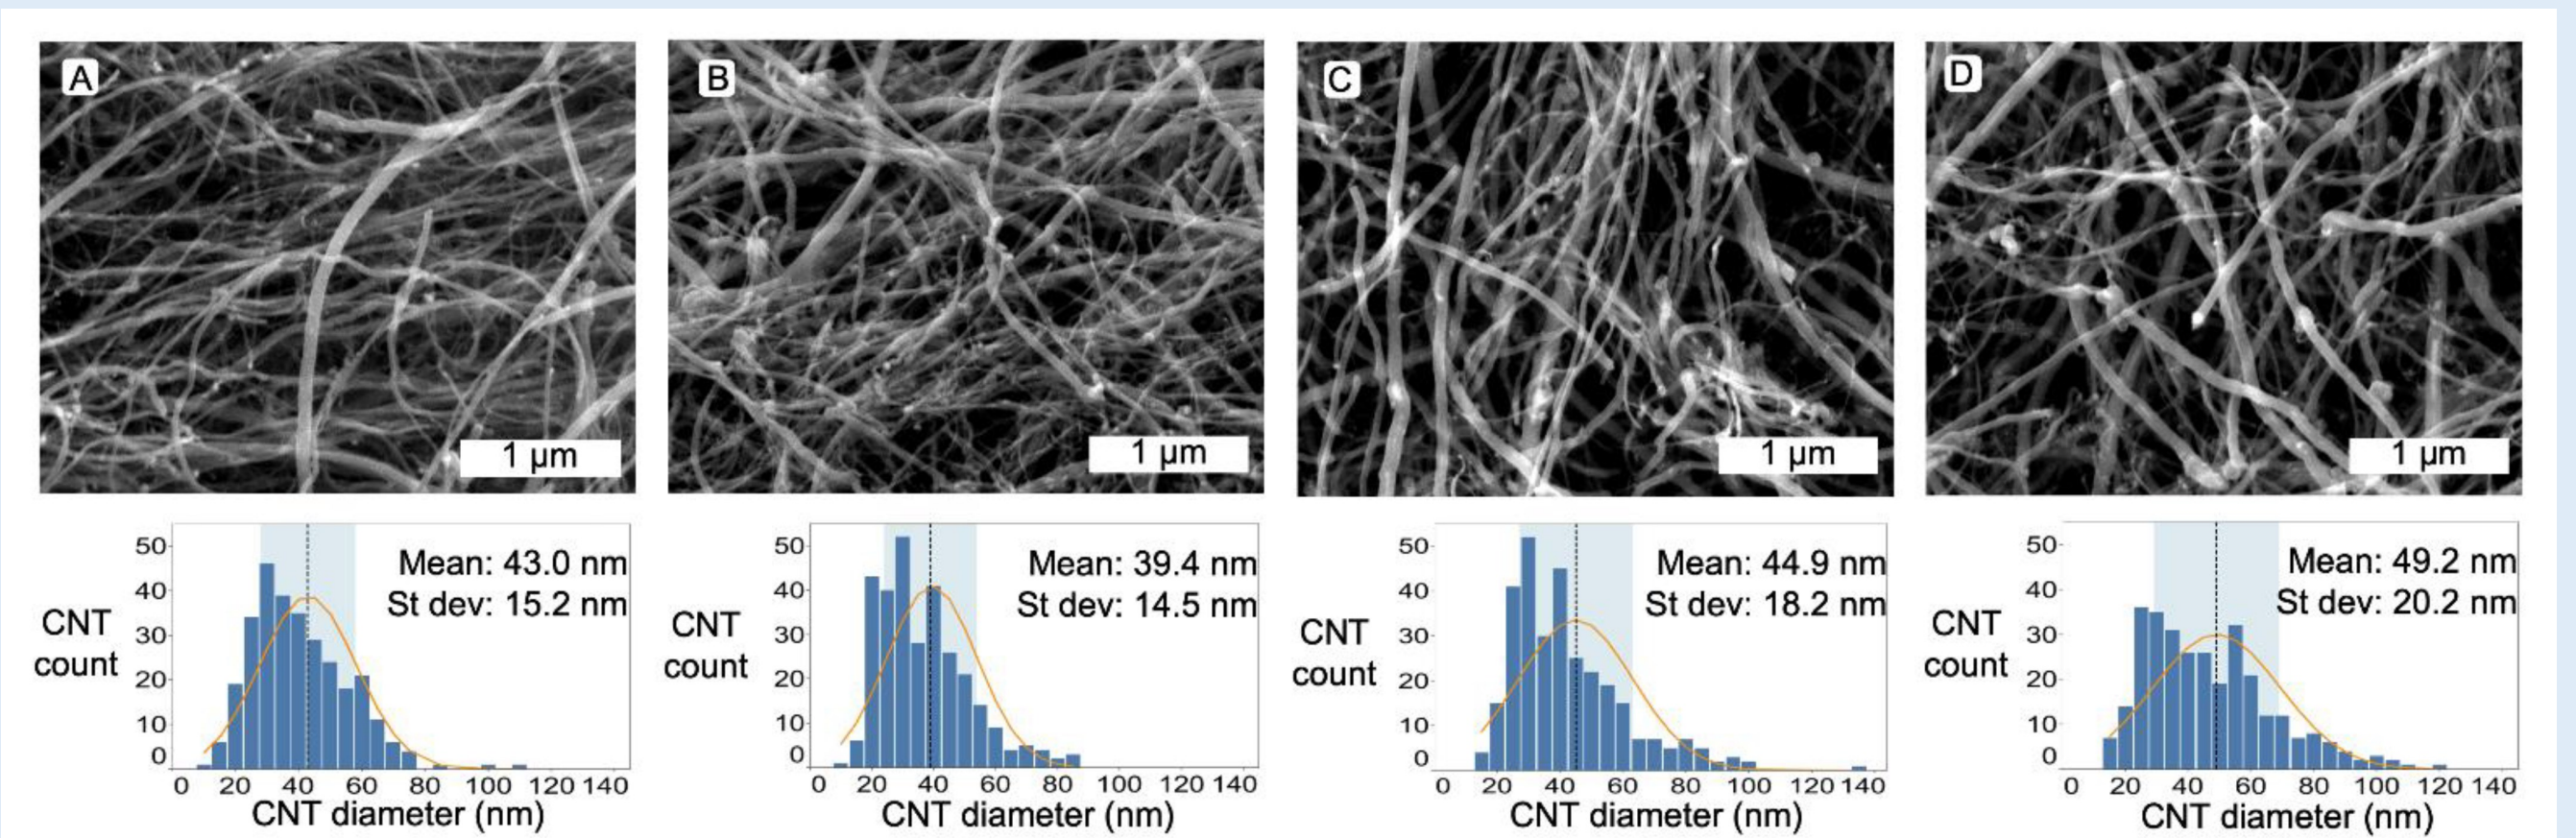 A
B
C
D
1 µm
1 µm
1 µm
1 µm
50
40
30
20
10
0
CNT
count
Mean: 43.0 nm
St dev: 15.2 nm
0 20 40 60 80 100 120 140
CNT diameter (nm)
50
40
30
20
10
0
CNT
count
Mean: 39.4 nm
St dev: 14.5 nm
0 20 40 60 80 100 120 140
CNT diameter (nm)
50
40
30
20
10
0
CNT
count
Mean: 44.9 nm
St dev: 18.2 nm
0 20 40 60 80 100 120 140
CNT diameter (nm)
50
40
30
20
10
0
CNT
count
Mean: 49.2 nm
St dev: 20.2 nm
0 20 40 60 80 100 120 140
CNT diameter (nm)